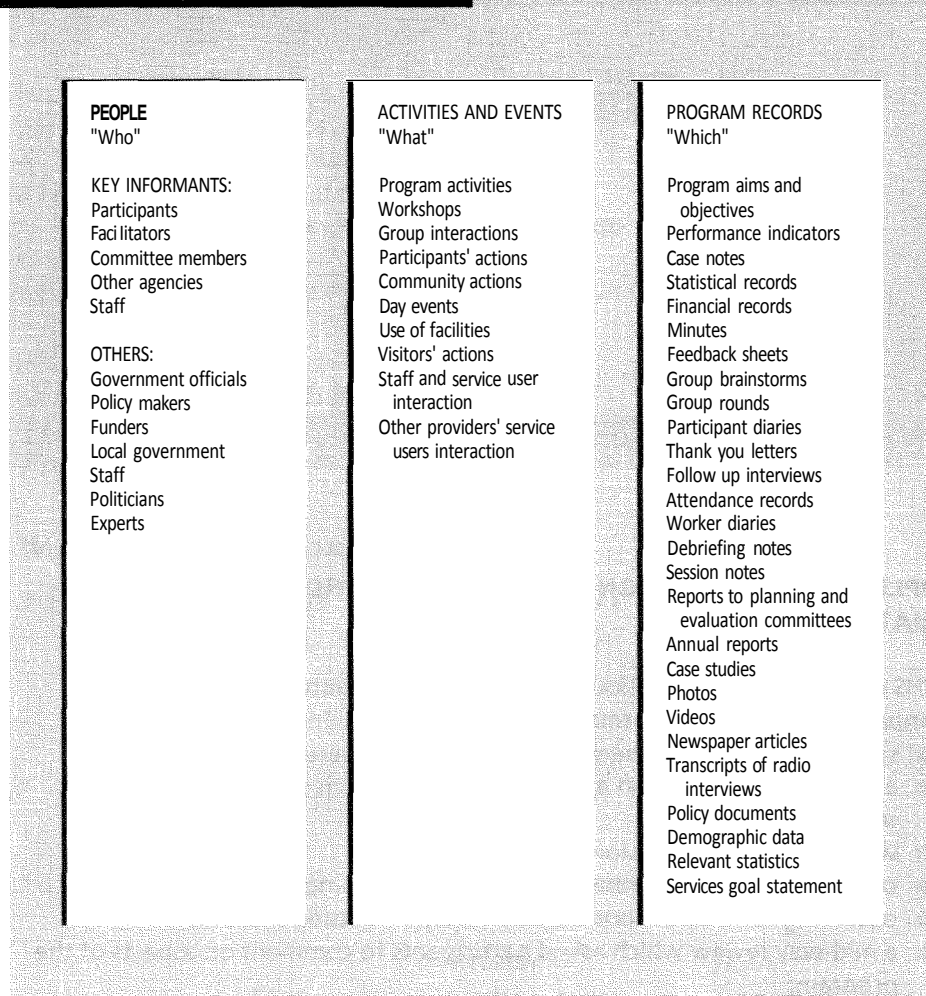 PEOPLE
"Who"
KEY INFORMANTS:
Participants
Facilitators
Committee members
Other agencies
Staff
OTHERS:
Government officials
Policy makers
Funders
Local government
Staff
Politicians
Experts
ACTIVITIES AND EVENTS
"What"
Program activities
Workshops
Group interactions
Participants' actions
Community actions
Day events
Use of facilities
Visitors' actions
Staff and service user
interaction
Other providers' service
users interaction
PROGRAM RECORDS
"Which"
Program aims and
objectives
Performance indicators
Case notes
Statistical records
Financial records
Minutes
Feedback sheets
Group brainstorms
Group rounds
Participant diaries
Thank you letters
Follow up interviews
Attendance records
Worker diaries
Debriefing notes
Session notes
Reports to planning and
evaluation committees
Annual reports
Case studies
Photos
Videos
Newspaper articles
Transcripts of radio
interviews
Policy documents
Demographic data
Relevant statistics
Services goal statement